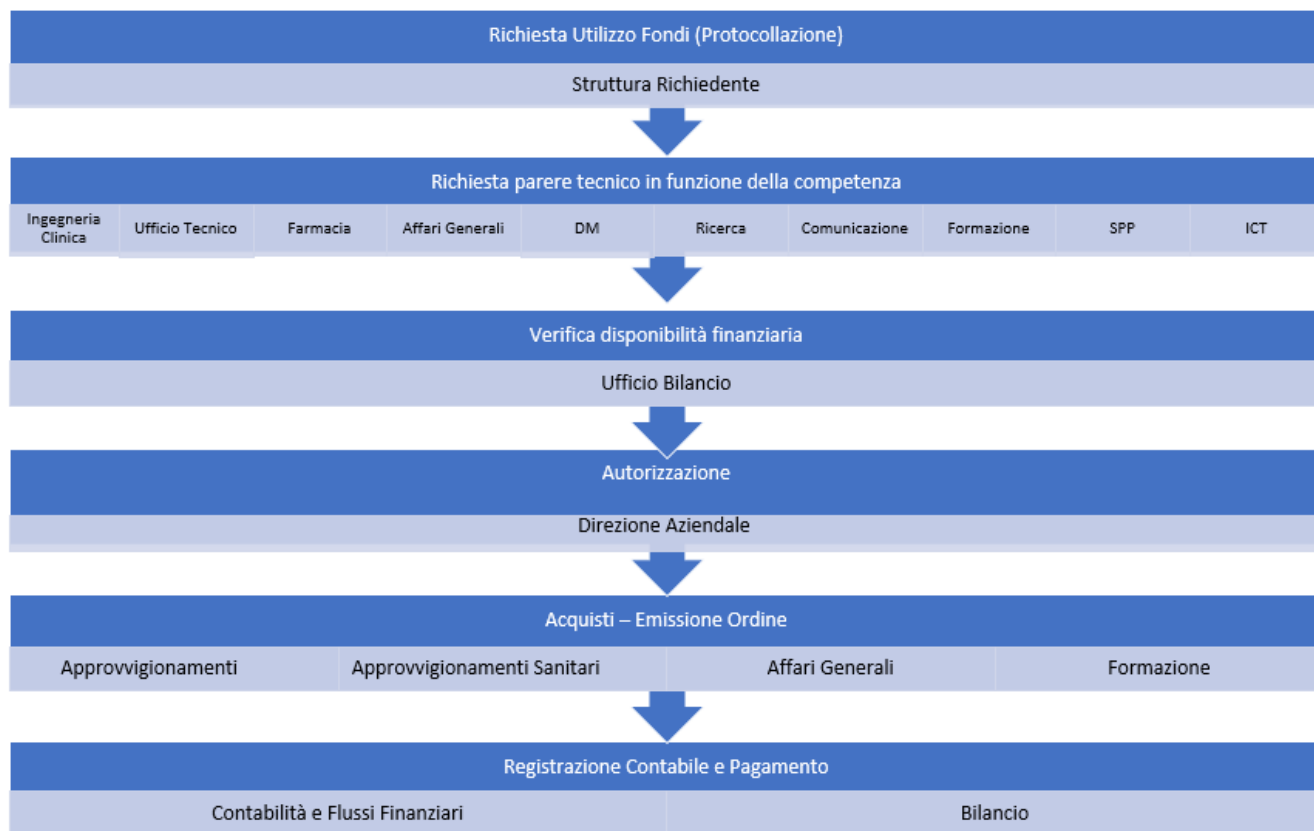 Richiesta Utilizzo Fondi (Protocollazione)
Struttura Richiedente
Richiesta parere tecnico in funzione della competenza
Ingegneria
Clinica
Ufficio Tecnico
Farmacia
Affari Generali
DM
Ricerca
Comunicazione
Formazione
SPP
ICT
Verifica disponibilità finanziaria
Ufficio Bilancio
Autorizzazione
Direzione Aziendale
Acquisti – Emissione Ordine
Approvvigionamenti
Approvvigionamenti Sanitari
Affari Generali
Formazione
Registrazione Contabile e Pagamento
Contabilità e Flussi Finanziari
Bilancio